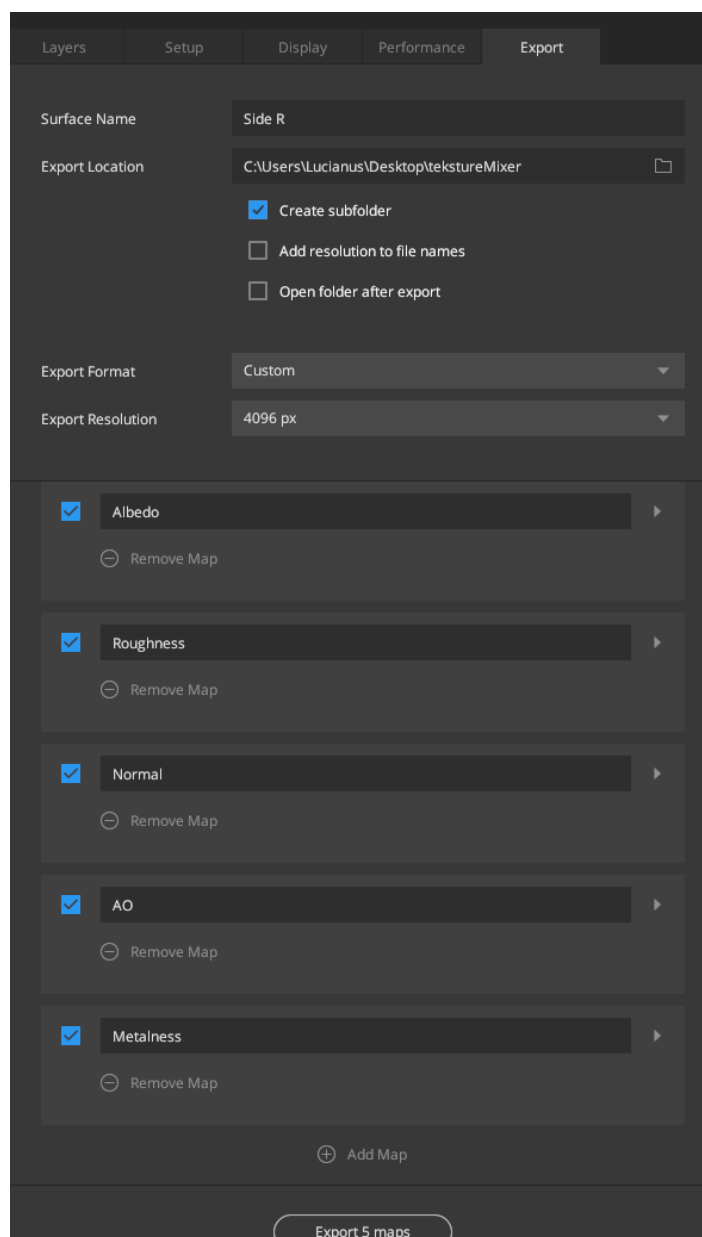 Layers Setup Display Performance Export
Surface Name Side R
Export Location C:\Users\Lucianus\Desktop\tekstureMixer
Create subfolder
Add resolution to file names
Open folder after export
Export Format Custom
Export Resolution 4096 px
Albedo
Remove Map
Roughness
Remove Map
Normal
Remove Map
AO
Remove Map
Metalness
Remove Map
Add Map
Export 5 maps